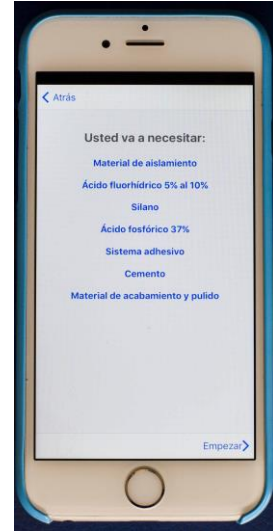 Atrás
Usted va a necesitar:
Material de aislamiento
Ácido fluorhídrico 5% al 10%
Silano
Ácido fosfórico 37%
Sistema adhesivo
Cemento
Material de acabamiento y pulido
Empezar